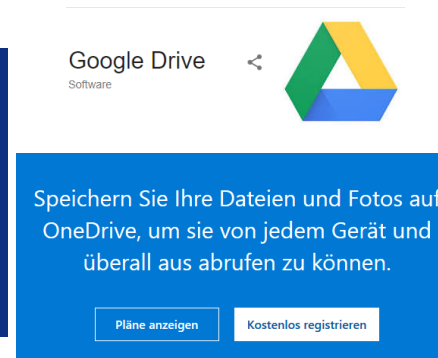 Google Drive
Software
Speichern Sie Ihre Dateien und Fotos auf
OneDrive, um sie von jedem Gerät und
überall aus abrufen zu können.
Pläne anzeigen
Kostenlos registrieren